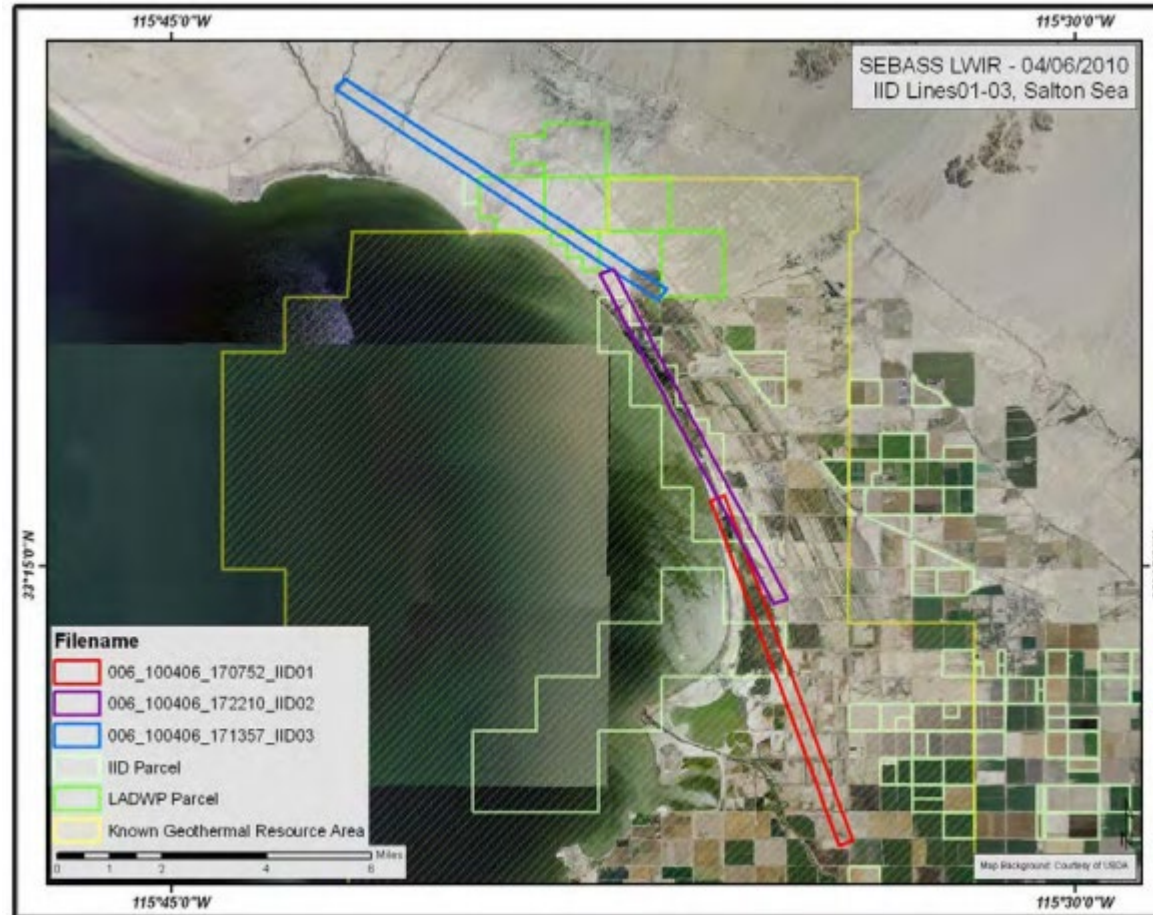 115°45'0"W
115°30'0"W
SEBASS LWIR - 04/06/2010
IID Lines01-03, Salton Sea
33°15'0"N
Filename
006_100406_170752_IID01
006_100406_172210_IID02
006_100406_171357_IID03
IID Parcel
LADWP Parcel
Known Geothermal Resource Area
Miles
0 1 2 4 6
Map Background: Courtesy of USDA
115°45'0"W
115°30'0"W